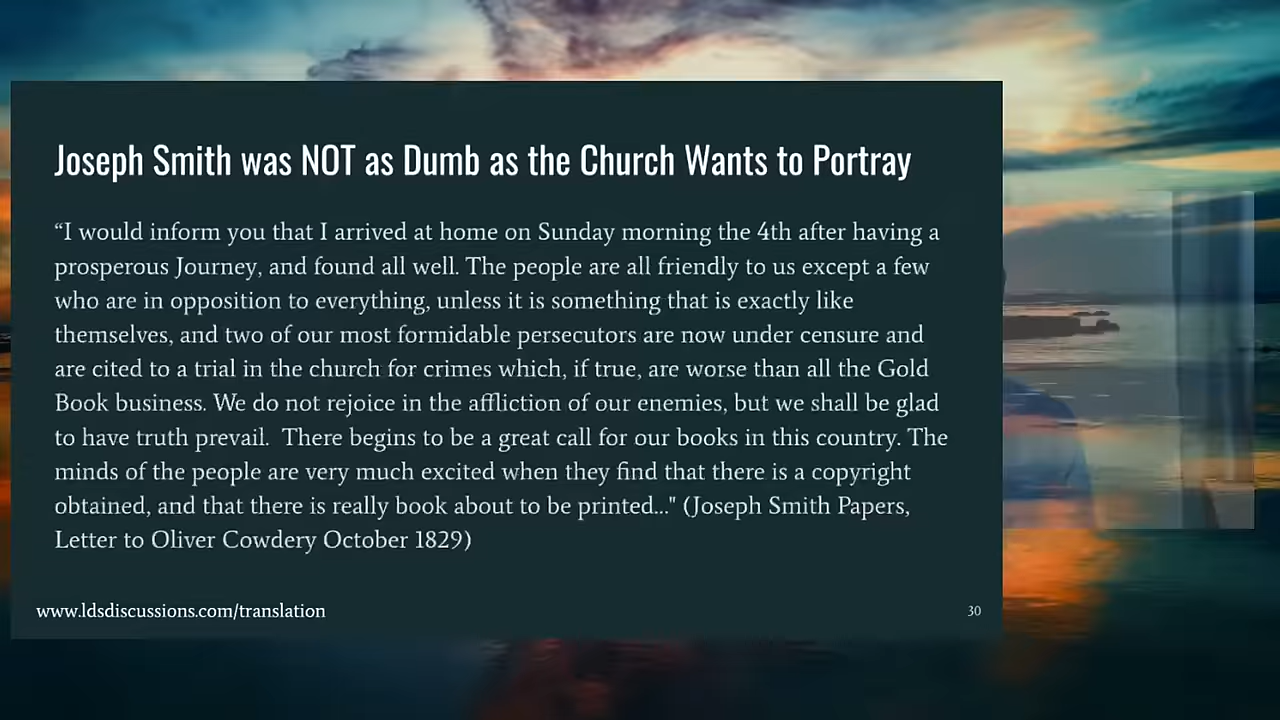 Joseph Smith was NOT as Dumb as the Church Wants to Portray
“I would inform you that I arrived at home on Sunday morning the 4th after having a
prosperous Journey, and found all well. The people are all friendly to us except a few
who are in opposition to everything, unless it is something that is exactly like
themselves, and two of our most formidable persecutors are now under censure and
are cited to a trial in the church for crimes which, if true, are worse than all the Gold
Book business. We do not rejoice in the affliction of our enemies, but we shall be glad
to have truth prevail.  There begins to be a great call for our books in this country. The
minds of the people are very much excited when they find that there is a copyright
obtained, and that there is really book about to be printed..." (Joseph Smith Papers,
Letter to Oliver Cowdery October 1829)
www.ldsdiscussions.com/translation
30